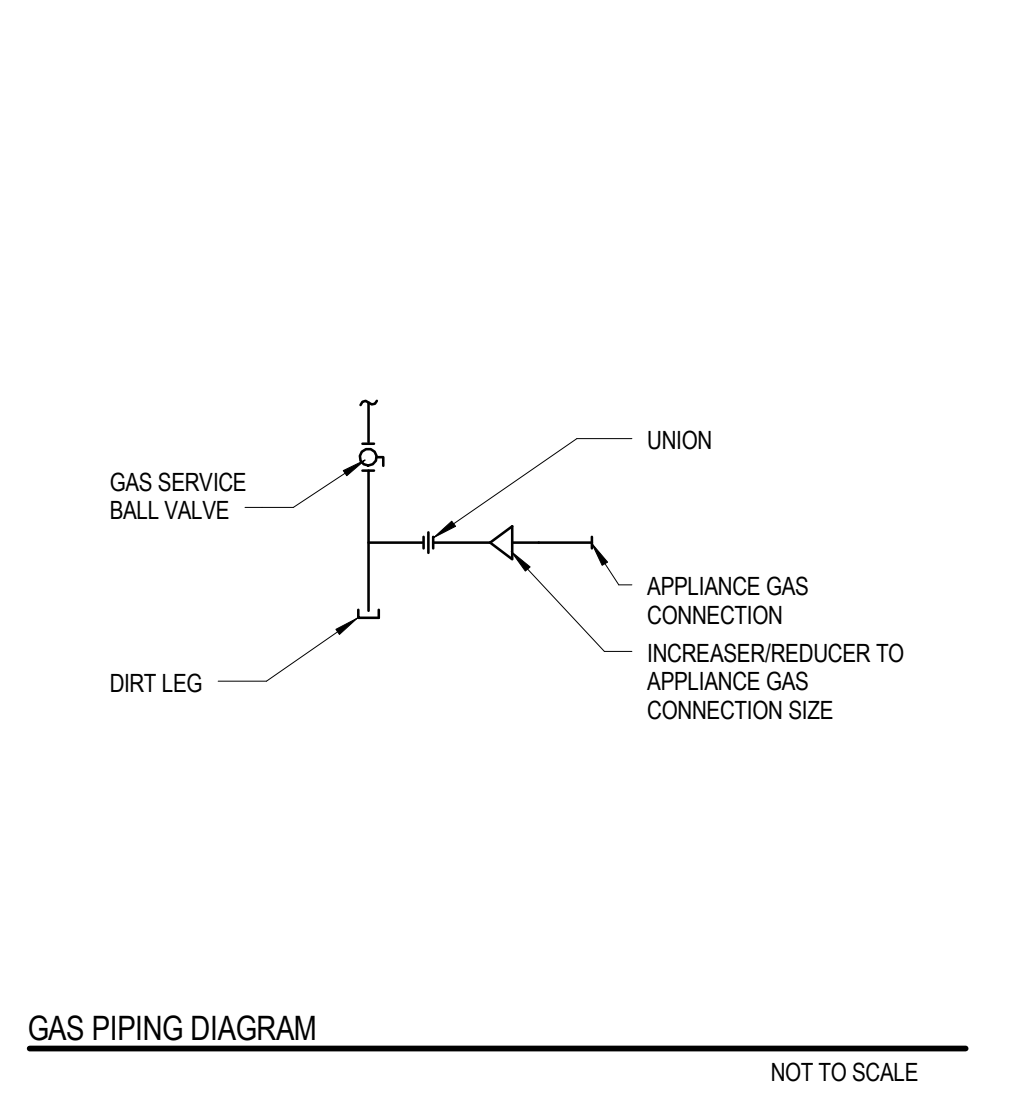 UNION
GAS SERVICE
BALL VALVE
APPLIANCE GAS
CONNECTION
INCREASER/REDUCER TO
APPLIANCE GAS
CONNECTION SIZE
DIRT LEG
GAS PIPING DIAGRAM
NOT TO SCALE